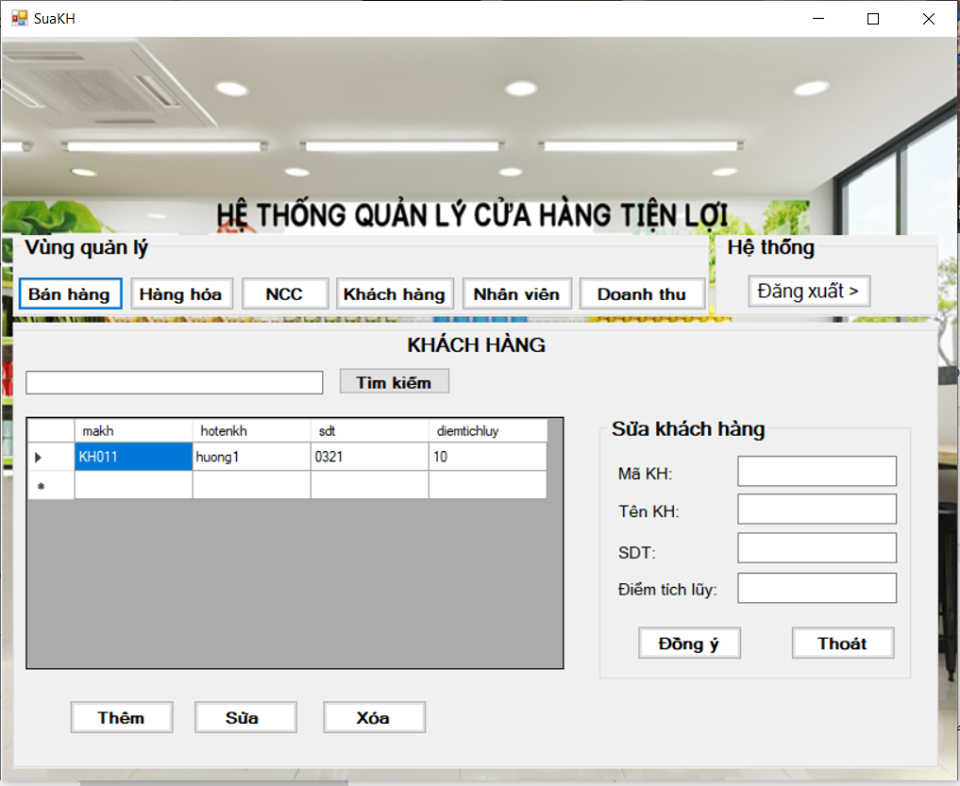 SuaKH
HỆ THỐNG QUẢN LÝ CỬA HÀNG TIỆN LỢI
Vùng quản lý
Hệ thống
Bán hàng
Hàng hóa
NCC
Khách hàng
Nhân viên
Doanh thu
Đăng xuất >
KHÁCH HÀNG
Tìm kiếm
makh hotenkh sdt diemtichluy
KH011 huong1 0321 10
Sửa khách hàng
Mã KH:
Tên KH:
SDT:
Điểm tích lũy:
Đồng ý
Thoát
Thêm
Sửa
Xóa